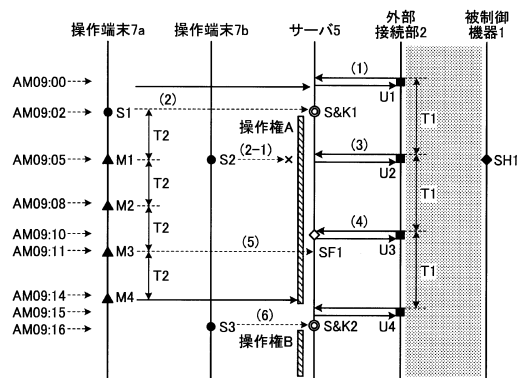 操作端末7a 操作端末7b サーバ5 外部接続部2 被制御機器1
AM09:00 (1) U1
AM09:02 S1 (2) S&K1 T1
T2 操作権A
AM09:05 M1 S2 (2-1) × (3) U2 SH1
T2
AM09:08 M2 T1
AM09:10 (4)
AM09:11 T2 M3 (5) SF1 U3
T2 T1
AM09:14 M4
AM09:15 U4
AM09:16 S3 (6) S&K2
操作権B